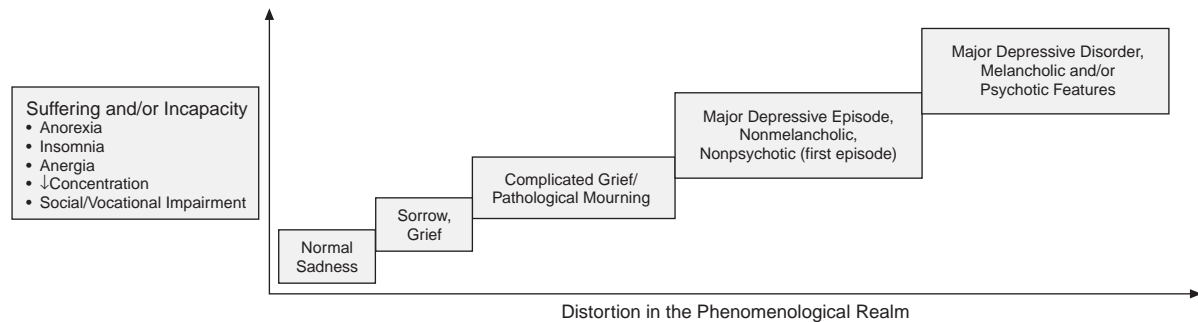 Suffering and/or Incapacity
• Anorexia
• Insomnia
• Anergia
• ↓Concentration
• Social/Vocational Impairment
Normal
Sadness
Sorrow,
Grief
Complicated Grief/
Pathological Mourning
Major Depressive Episode,
Nonmelancholic,
Nonpsychotic (first episode)
Major Depressive Disorder,
Melancholic and/or
Psychotic Features
Distortion in the Phenomenological Realm